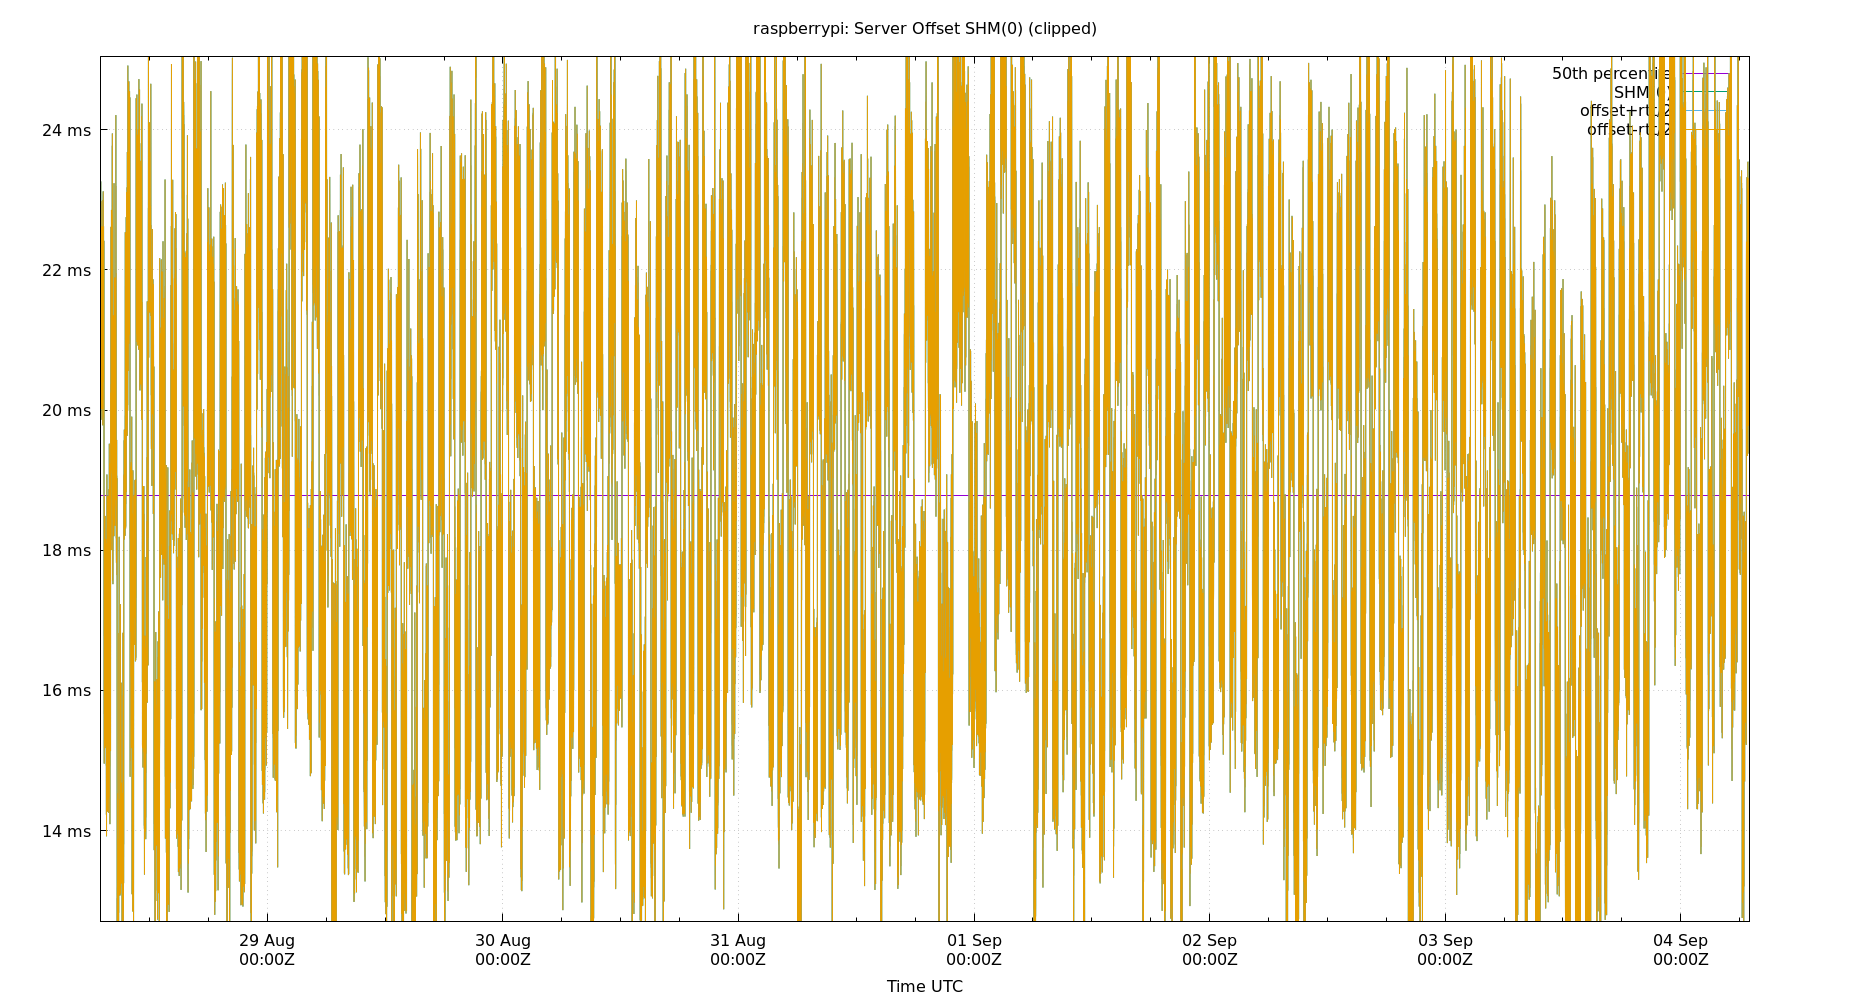 raspberrypi: Server Offset SHM(0) (clipped)
50th percentile
SHM(0)
offset+rtt/2
offset-rtt/2
24 ms
22 ms
20 ms
18 ms
16 ms
14 ms
29 Aug 30 Aug 31 Aug 01 Sep 02 Sep 03 Sep 04 Sep
00:00Z 00:00Z 00:00Z 00:00Z 00:00Z 00:00Z 00:00Z
Time UTC